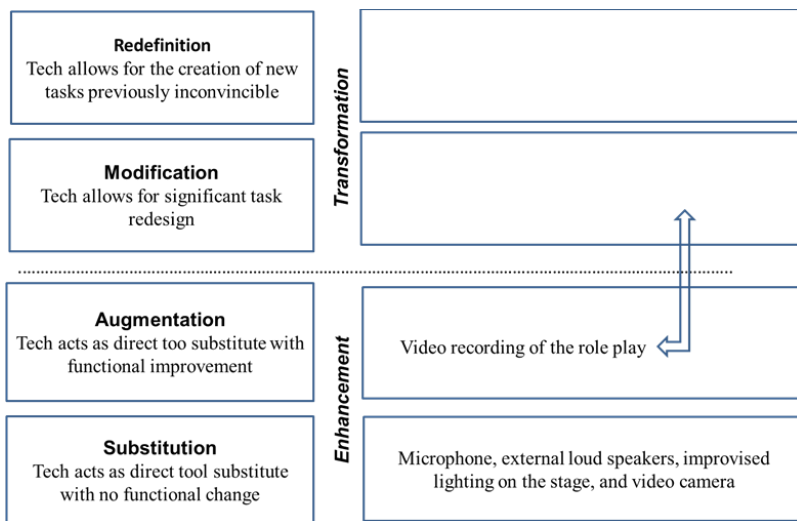 Redefinition
Tech allows for the creation of new
tasks previously inconvincible
Modification
Tech allows for significant task
redesign
Transformation
Augmentation
Tech acts as direct too substitute with
functional improvement
Video recording of the role play
Substitution
Tech acts as direct tool substitute
with no functional change
Enhancement
Microphone, external loud speakers, improvised
lighting on the stage, and video camera